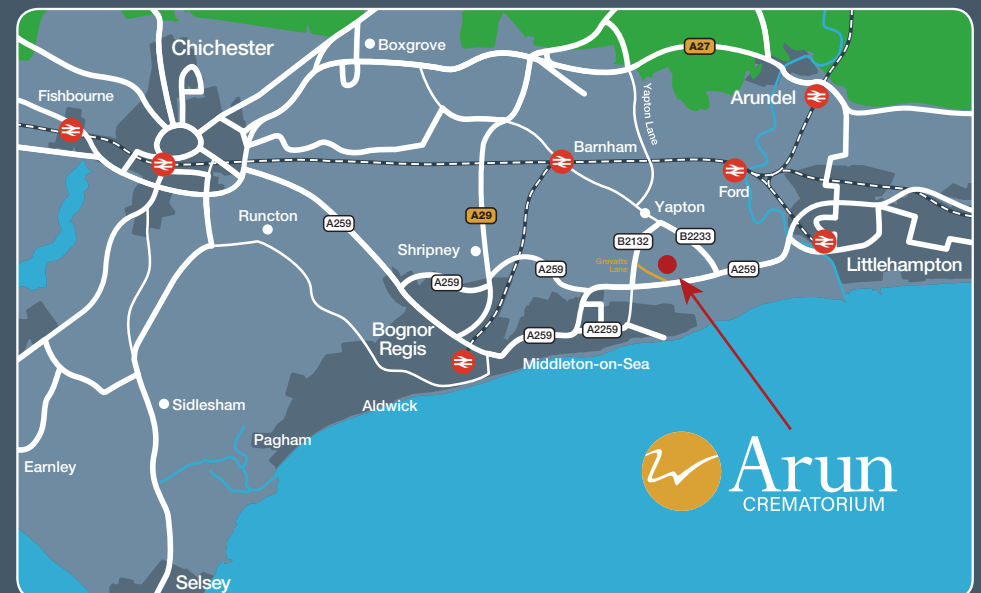 Chichester
Boxgrove
A27
Fishbourne
Yapton Lane
Arundel
Barnham
Ford
Runcton
A259
A29
Yapton
Shripney
B2132
B2233
Grevatts
Lane
A259
A259
A259
Littlehampton
Bognor
Regis
A259
A2259
Middleton-on-Sea
Sidlesham
Aldwick
Pagham
Earnley
Arun
CREMATORIUM
Selsey